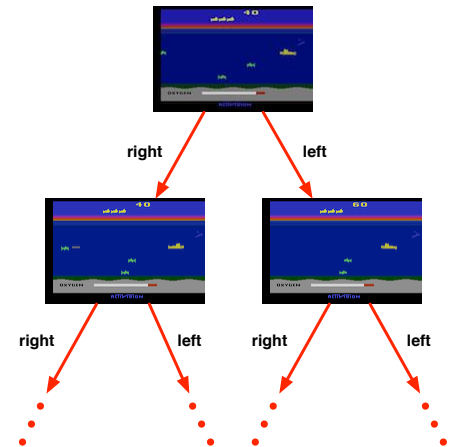 40
OXYGEN
ACTIVISION
right left
40 60
OXYGEN OXYGEN
ACTIVISION ACTIVISION
right left right left